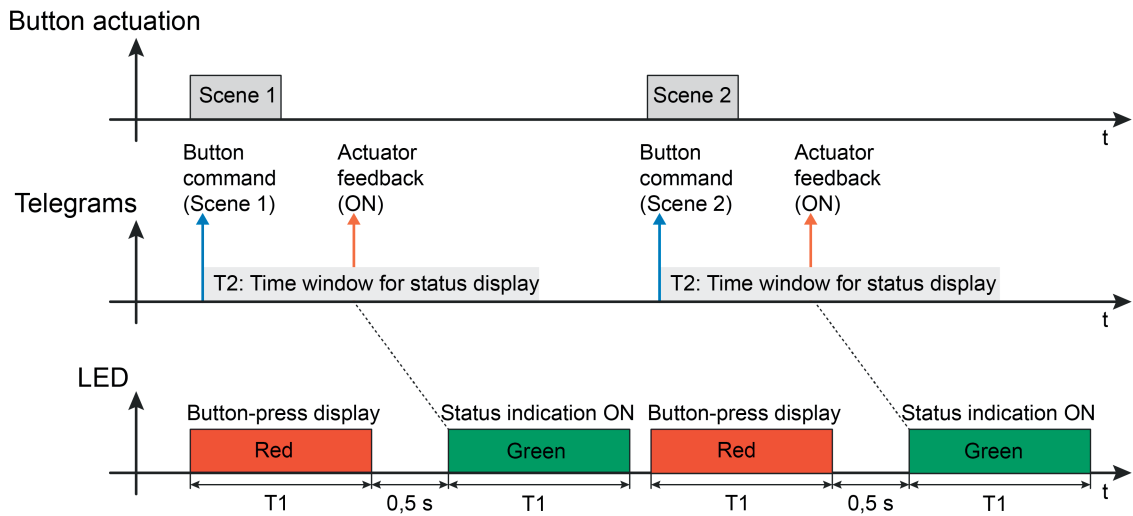 Button actuation
Scene 1
Scene 2
t
Button
command
(Scene 1)
Actuator
feedback
(ON)
Button
command
(Scene 2)
Actuator
feedback
(ON)
Telegrams
T2: Time window for status display
T2: Time window for status display
t
LED
Button-press display
Status indication ON
Button-press display
Status indication ON
Red
Green
Red
Green
t
T1
0,5 s
T1
T1
0,5 s
T1